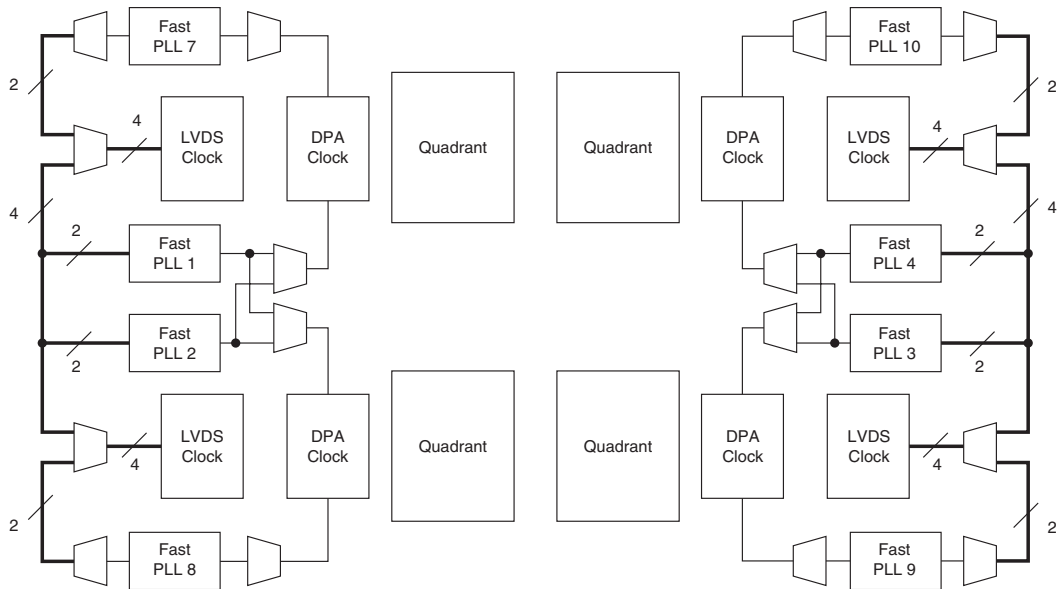 Fast
PLL 7
Fast
PLL 10
2
2
4
LVDS
Clock
DPA
Clock
Quadrant
Quadrant
DPA
Clock
LVDS
Clock
4
4
2
Fast
PLL 1
Fast
PLL 4
2
4
2
Fast
PLL 2
Fast
PLL 3
2
LVDS
Clock
DPA
Clock
Quadrant
Quadrant
DPA
Clock
LVDS
Clock
4
4
2
2
Fast
PLL 8
Fast
PLL 9